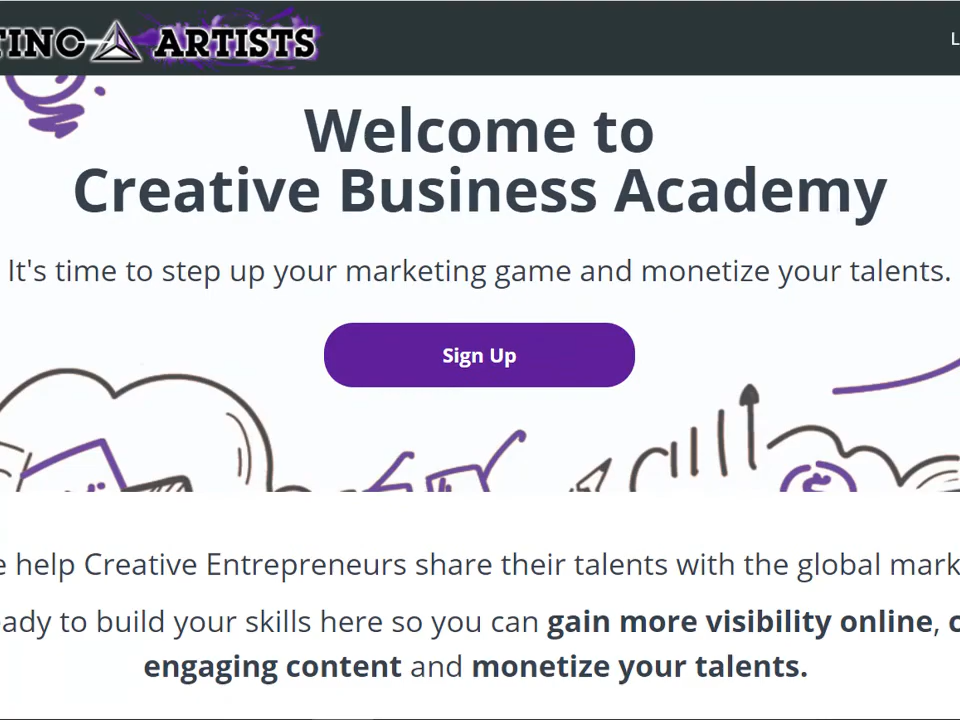 ARTISTS
Welcome to
Creative Business Academy
It's time to step up your marketing game and monetize your talents.
Sign Up
help Creative Entrepreneurs share their talents with the global
to build your skills here so you can gain more visibility online,
engaging content and monetize your talents.